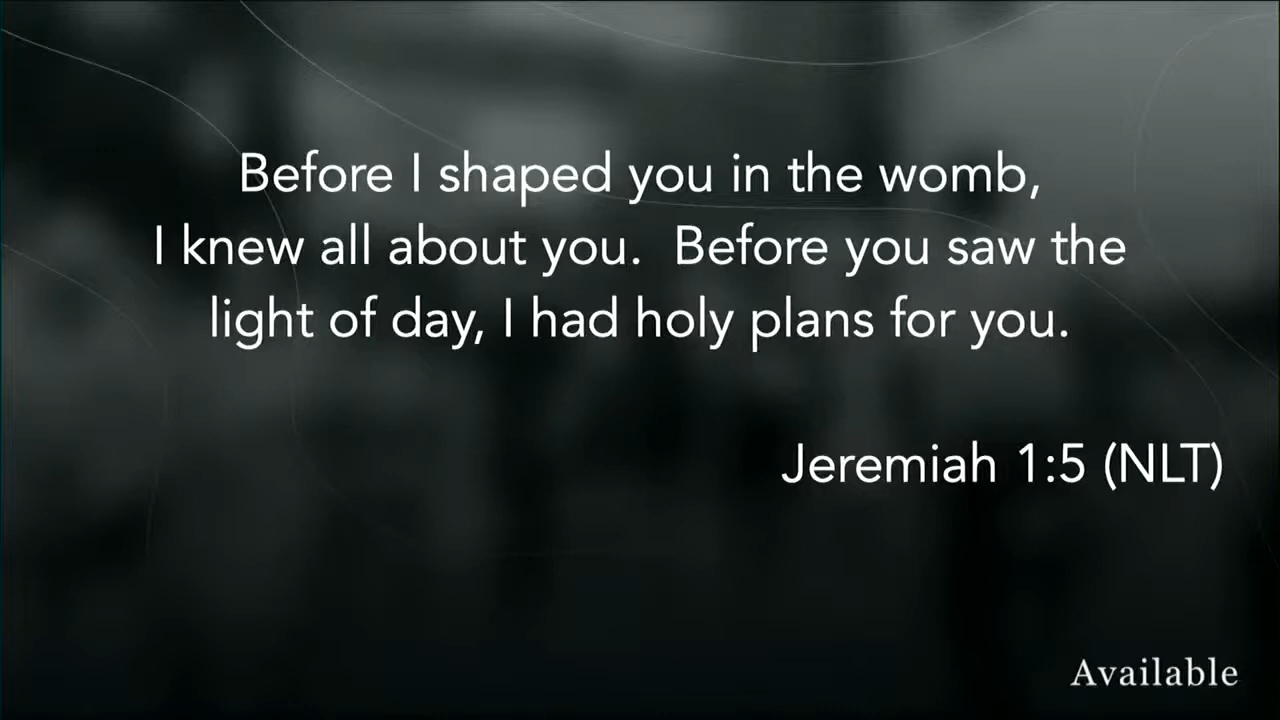 Before I shaped you in the womb,
I knew all about you.  Before you saw the
light of day, I had holy plans for you.
Jeremiah 1:5 (NLT)
Available